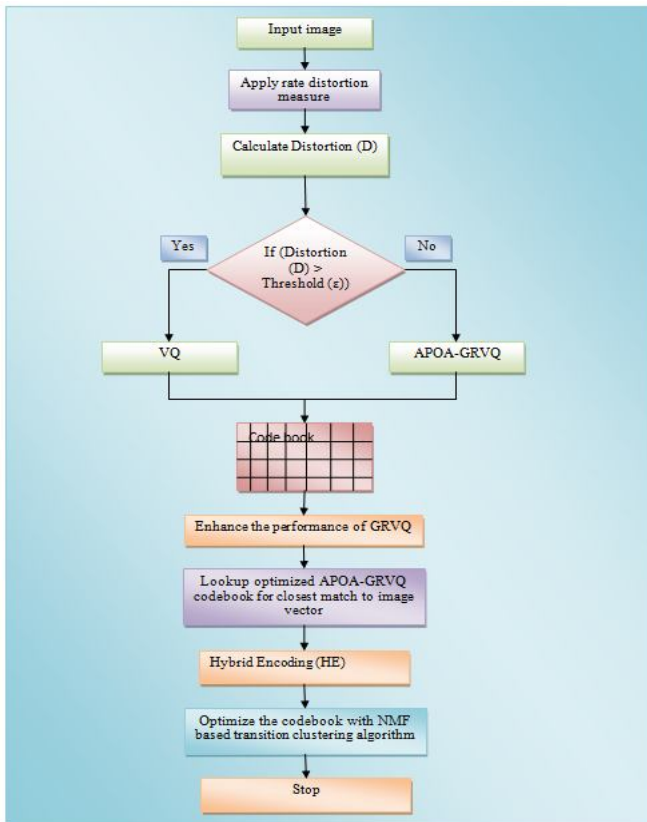 Input image
Apply rate distortion
measure
Calculate Distortion (D)
Yes
No
If (Distortion
(D) >
Threshold (ε))
VQ
APOA-GRVQ
Code book
Enhance the performance of GRVQ
Lookup optimized APOA-GRVQ
codebook for closest match to image
vector
Hybrid Encoding (HE)
Optimize the codebook with NMF
based transition clustering algorithm
Stop